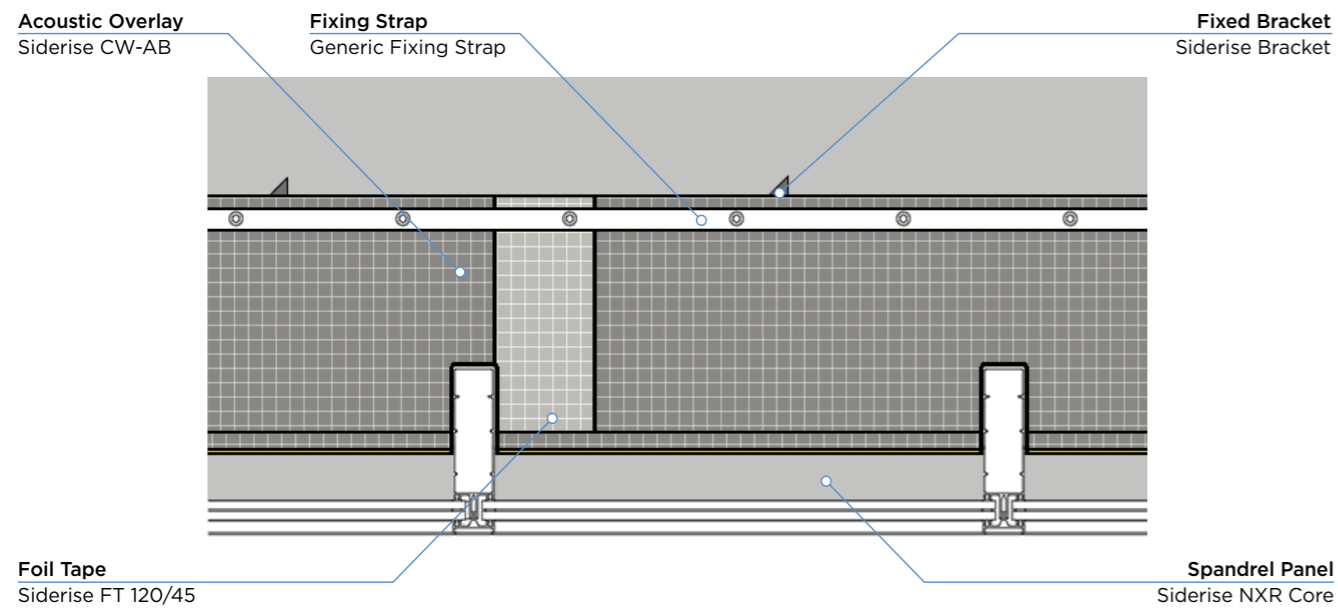 Acoustic Overlay
Siderise CW-AB
Fixing Strap
Generic Fixing Strap
Fixed Bracket
Siderise Bracket
Foil Tape
Siderise FT 120/45
Spandrel Panel
Siderise NXR Core